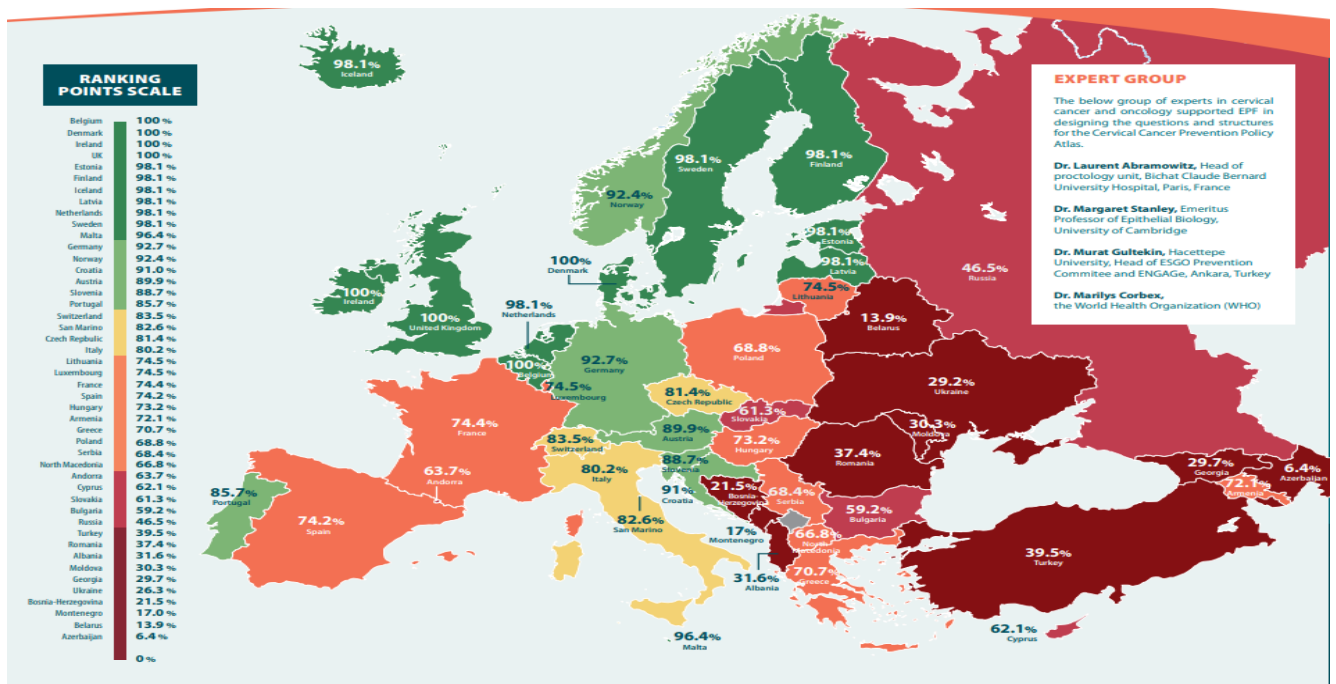 RANKING
POINTS SCALE
Belgium 100 %
Denmark 100 %
Ireland 100 %
UK 100 %
Estonia 98.1 %
Finland 98.1 %
Iceland 98.1 %
Latvia 98.1 %
Netherlands 98.1 %
Sweden 98.1 %
Malta 96.4 %
Germany 92.7 %
Norway 92.4 %
Croatia 91.0 %
Austria 89.9 %
Slovenia 88.7 %
Portugal 85.7 %
Switzerland 83.5 %
San Marino 82.6 %
Czech Repulbic 81.4 %
Italy 80.2 %
Lithuania 74.5 %
Luxembourg 74.5 %
France 74.4 %
Spain 74.2 %
Hungary 73.2 %
Armenia 72.1 %
Greece 70.7 %
Poland 68.8 %
Serbia 68.4 %
North Macedonia 66.8 %
Andorra 63.7 %
Cyprus 62.1 %
Slovakia 61.3 %
Bulgaria 59.2 %
Russia 46.5 %
Turkey 39.5 %
Romania 37.4 %
Albania 31.6 %
Moldova 30.3 %
Georgia 29.7 %
Ukraine 26.3 %
Bosnia-Herzegovina 21.5 %
Montenegro 17.0 %
Belarus 13.9 %
Azerbaijan 6.4 %
0 %
98.1%
Iceland
98.1%
Sweden
98.1%
Finland
92.4%
Norway
98.1%
Estonia
98.1%
Latvia
74.5%
Lithuania
46.5%
Russia
100%
Denmark
100%
Ireland
100%
United Kingdom
98.1%
Netherlands
100%
Belgium
92.7%
Germany
74.5%
Luxembourg
68.8%
Poland
13.9%
Belarus
29.2%
Ukraine
81.4%
Czech Republic
61.3%
Slovakia
30.3%
Moldova
74.4%
France
83.5%
Switzerland
89.9%
Austria
73.2%
Hungary
37.4%
Romania
63.7%
Andorra
80.2%
Italy
88.7%
Slovenia
91%
Croatia
21.5%
Bosnia-
Herzegovina
68.4%
Serbia
59.2%
Bulgaria
85.7%
Portugal
74.2%
Spain
82.6%
San Marino
17%
Montenegro
66.8%
North
Macedonia
31.6%
Albania
70.7%
Greece
29.7%
Georgia
6.4%
Azerbaijan
72.1%
Armenia
39.5%
Turkey
96.4%
Malta
62.1%
Cyprus
EXPERT GROUP
The below group of experts in cervical
cancer and oncology supported EPF in
designing the questions and structures
for the Cervical Cancer Prevention Policy
Atlas.
Dr. Laurent Abramowitz, Head of
proctology unit, Bichat Claude Bernard
University Hospital, Paris, France
Dr. Margaret Stanley, Emeritus
Professor of Epithelial Biology,
University of Cambridge
Dr. Murat Gultekin, Hacettepe
University, Head of ESGO Prevention
Commitee and ENGAGe, Ankara, Turkey
Dr. Marilys Corbex,
the World Health Organization (WHO)